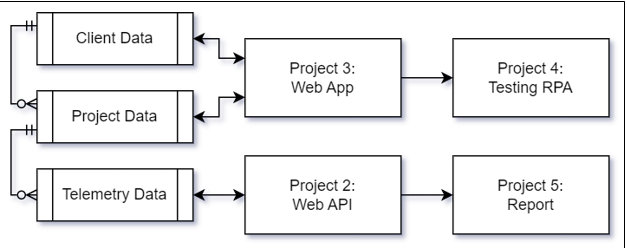 Client Data
Project Data
Telemetry Data
Project 3:
Web App
Project 4:
Testing RPA
Project 2:
Web API
Project 5:
Report